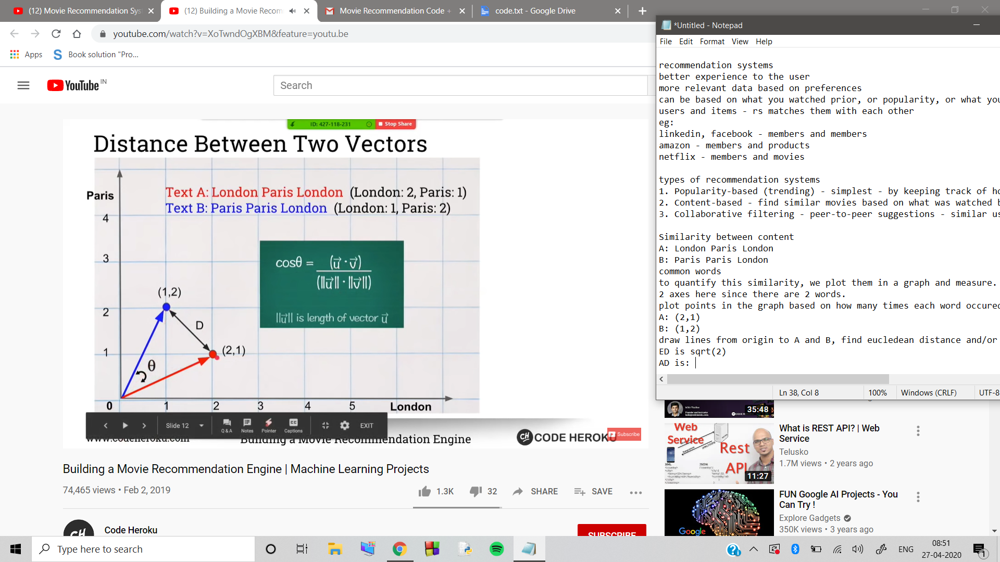 (12) Movie Recommendation Sys
(12) Building a Movie Recom
Movie Recommendation Code +
code.txt - Google Drive
youtube.com/watch?v=XoTwndOgXBM&feature=youtu.be
Apps
Book solution "Pro...
YouTube IN
Search
ID: 427-118-231
Stop Share
Distance Between Two Vectors
Paris
Text A: London Paris London (London: 2, Paris: 1)
Text B: Paris Paris London (London: 1, Paris: 2)
4
3
2
1
0
1
2
3
4
5
London
(1,2)
D
(2,1)
θ
cosθ = (u⃗ · v⃗) / (‖u⃗‖ · ‖v⃗‖)
‖u⃗‖ is length of vector u⃗
Slide 12
Q & A
Notes
Pointer
Captions
EXIT
www.codeheroku.com
Building a Movie Recommendation Engine
CH CODE HEROKU
Subscribe
Building a Movie Recommendation Engine | Machine Learning Projects
74,465 views • Feb 2, 2019
1.3K
32
SHARE
SAVE
Code Heroku
SUBSCRIBE
*Untitled - Notepad
File Edit Format View Help
recommendation systems
better experience to the user
more relevant data based on preferences
can be based on what you watched prior, or popularity, or what you
users and items - rs matches them with each other
eg:
linkedin, facebook - members and members
amazon - members and products
netflix - members and movies
types of recommendation systems
1. Popularity-based (trending) - simplest - by keeping track of ho
2. Content-based - find similar movies based on what was watched b
3. Collaborative filtering - peer-to-peer suggestions - similar us
Similarity between content
A: London Paris London
B: Paris Paris London
common words
to quantify this similarity, we plot them in a graph and measure.
2 axes here since there are 2 words.
plot points in the graph based on how many times each word occured
A: (2,1)
B: (1,2)
draw lines from origin to A and B, find eucledean distance and/or
ED is sqrt(2)
AD is:
Ln 38, Col 8
100%
Windows (CRLF)
UTF-8
35:48
Web
Service
Rest
API
11:27
What is REST API? | Web
Service
Telusko
1.7M views • 2 years ago
Google
FUN Google AI Projects - You
Can Try !
Explore Gadgets
350K views • 3 years ago
Type here to search
ENG
08:51
27-04-2020
1